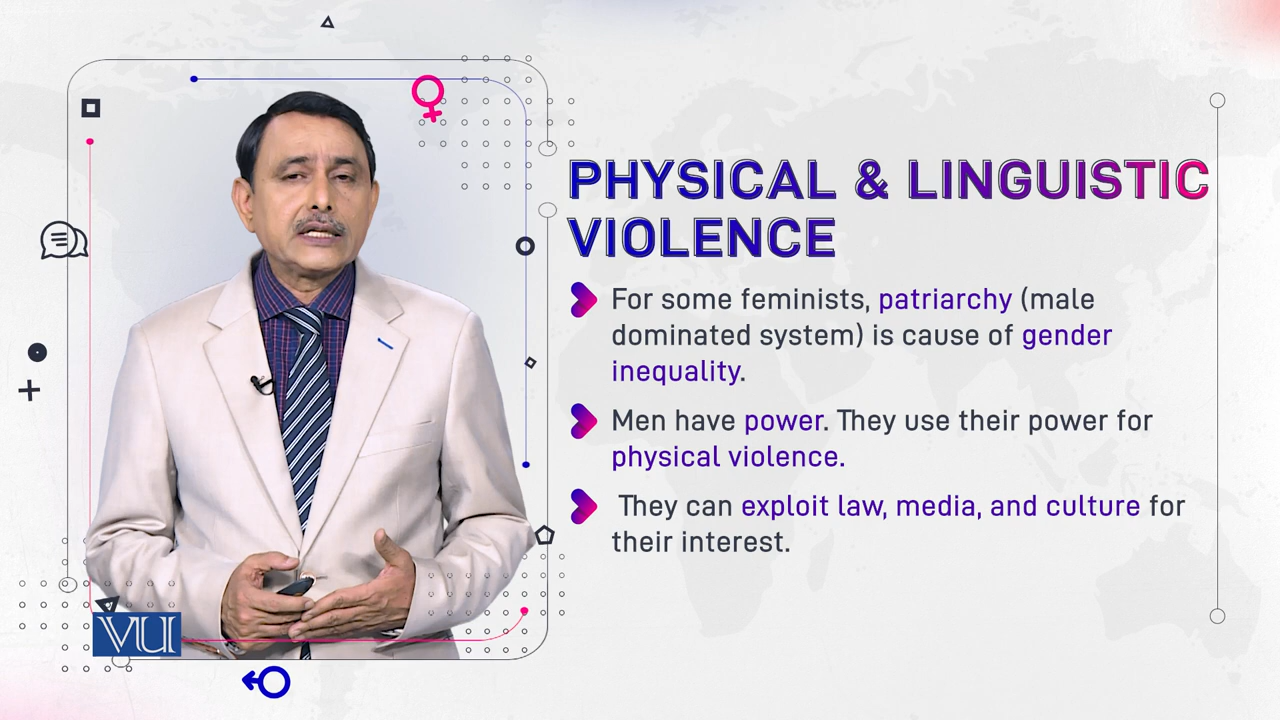 PHYSICAL & LINGUISTIC
VIOLENCE
For some feminists, patriarchy (male
dominated system) is cause of gender
inequality.
Men have power. They use their power for
physical violence.
They can exploit law, media, and culture for
their interest.
VU